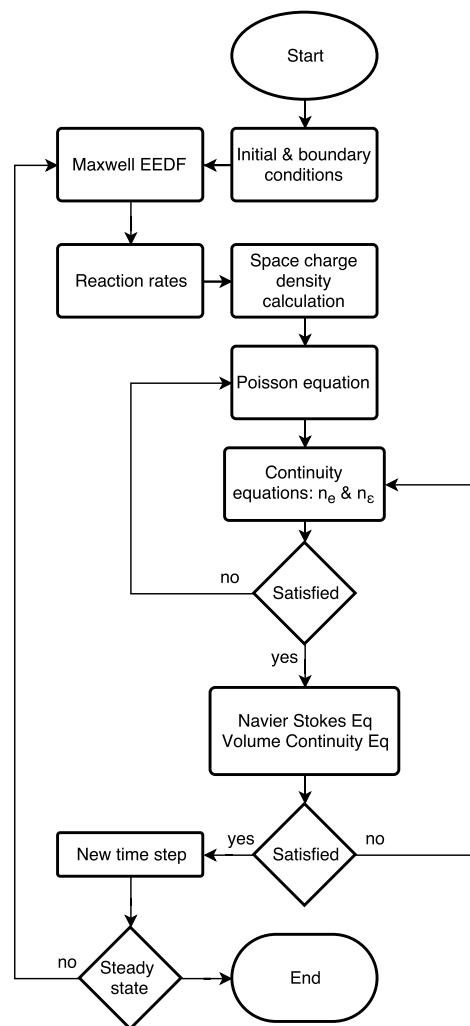 Start
Initial & boundary
conditions
Maxwell EEDF
Reaction rates
Space charge
density
calculation
Poisson equation
Continuity
equations: nₑ & n_ε
no
Satisfied
yes
Navier Stokes Eq
Volume Continuity Eq
yes
Satisfied
no
New time step
no
Steady
state
End